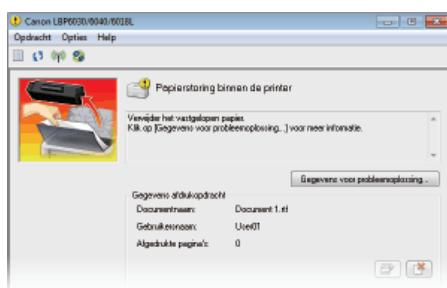 Canon LBP6030/6040/6018L
Opdracht Opties Help
Papierstoring binnen de printer
Verwijder het vastgelopen papier.
Klik op [Gegevens voor probleemoplossing...] voor meer informatie.
Gegevens voor probleemoplossing...
Gegevens afdrukopdracht
Documentnaam: Document 1.rtf
Gebruikersnaam: User01
Afgedrukte pagina's: 0